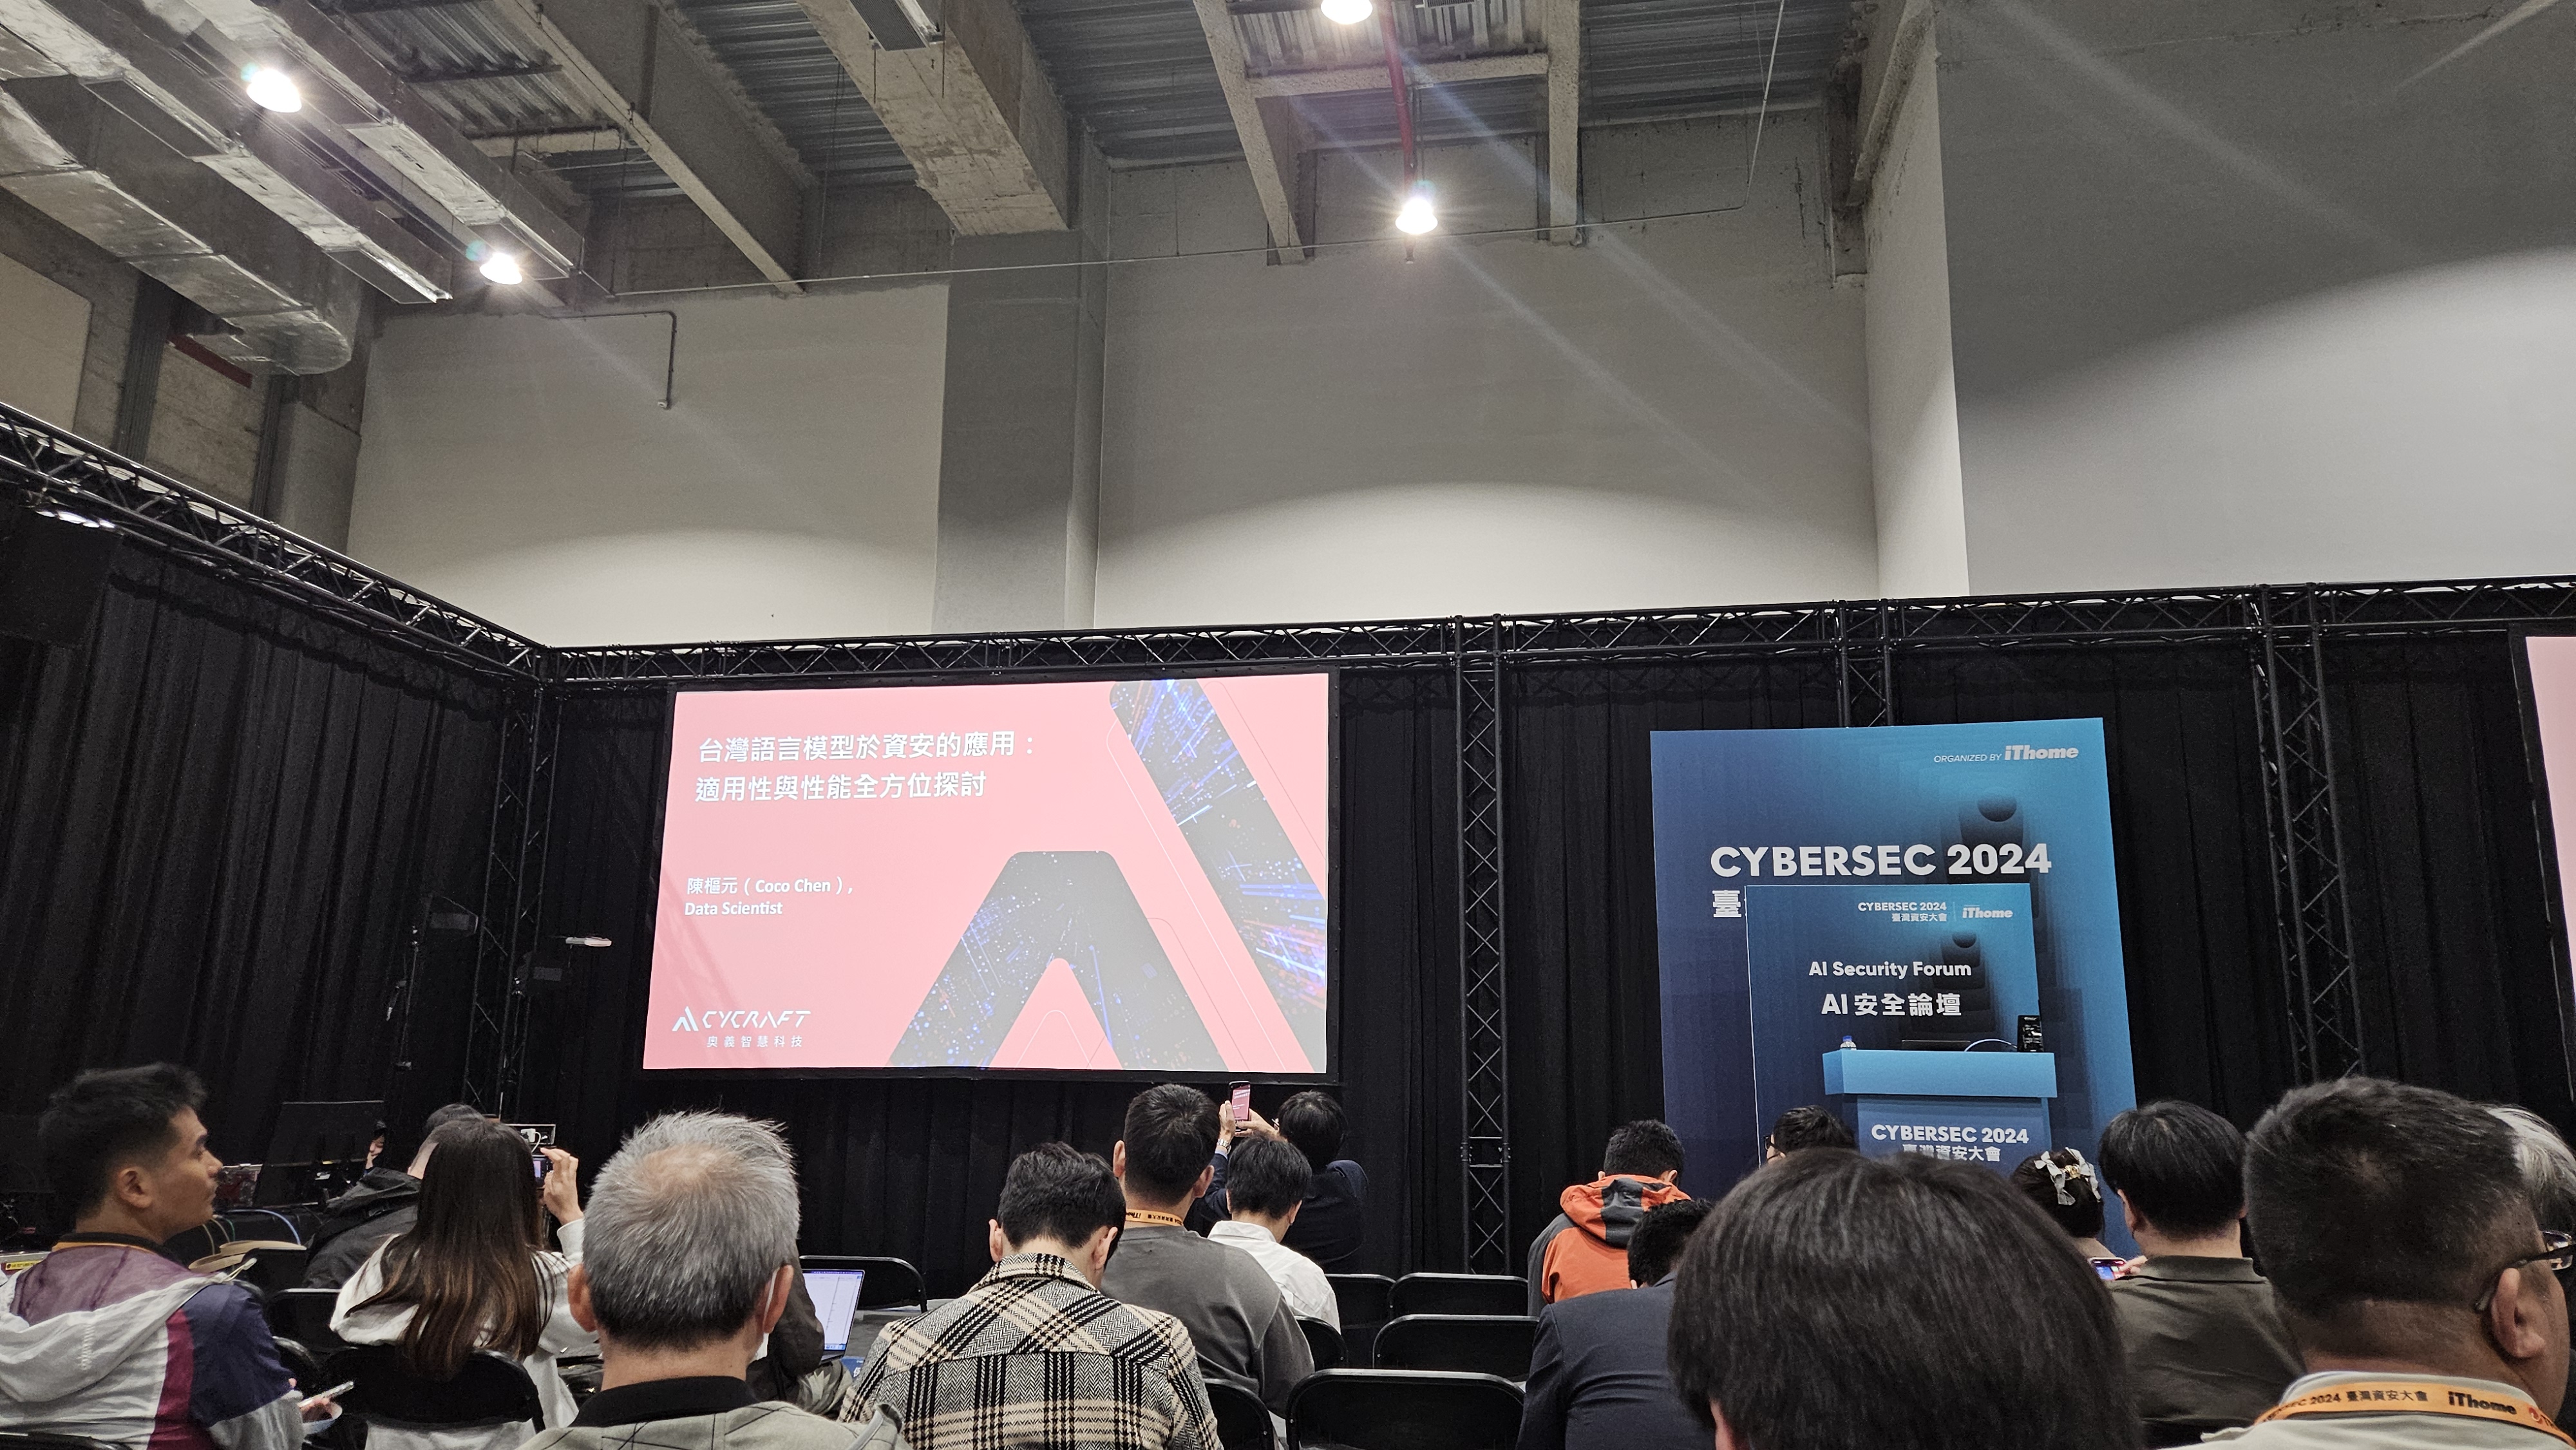 台灣語言模型於資安的應用：
適用性與性能全方位探討
陳樞元（Coco Chen）,
Data Scientist
CYCRAFT
奧義智慧科技
ORGANIZED BY iThome
CYBERSEC 2024
臺
CYBERSEC 2024
臺灣資安大會
iThome
AI Security Forum
AI 安全論壇
CYBERSEC 2024
臺灣資安大會
SEC 2024 臺灣資安大會 iThome